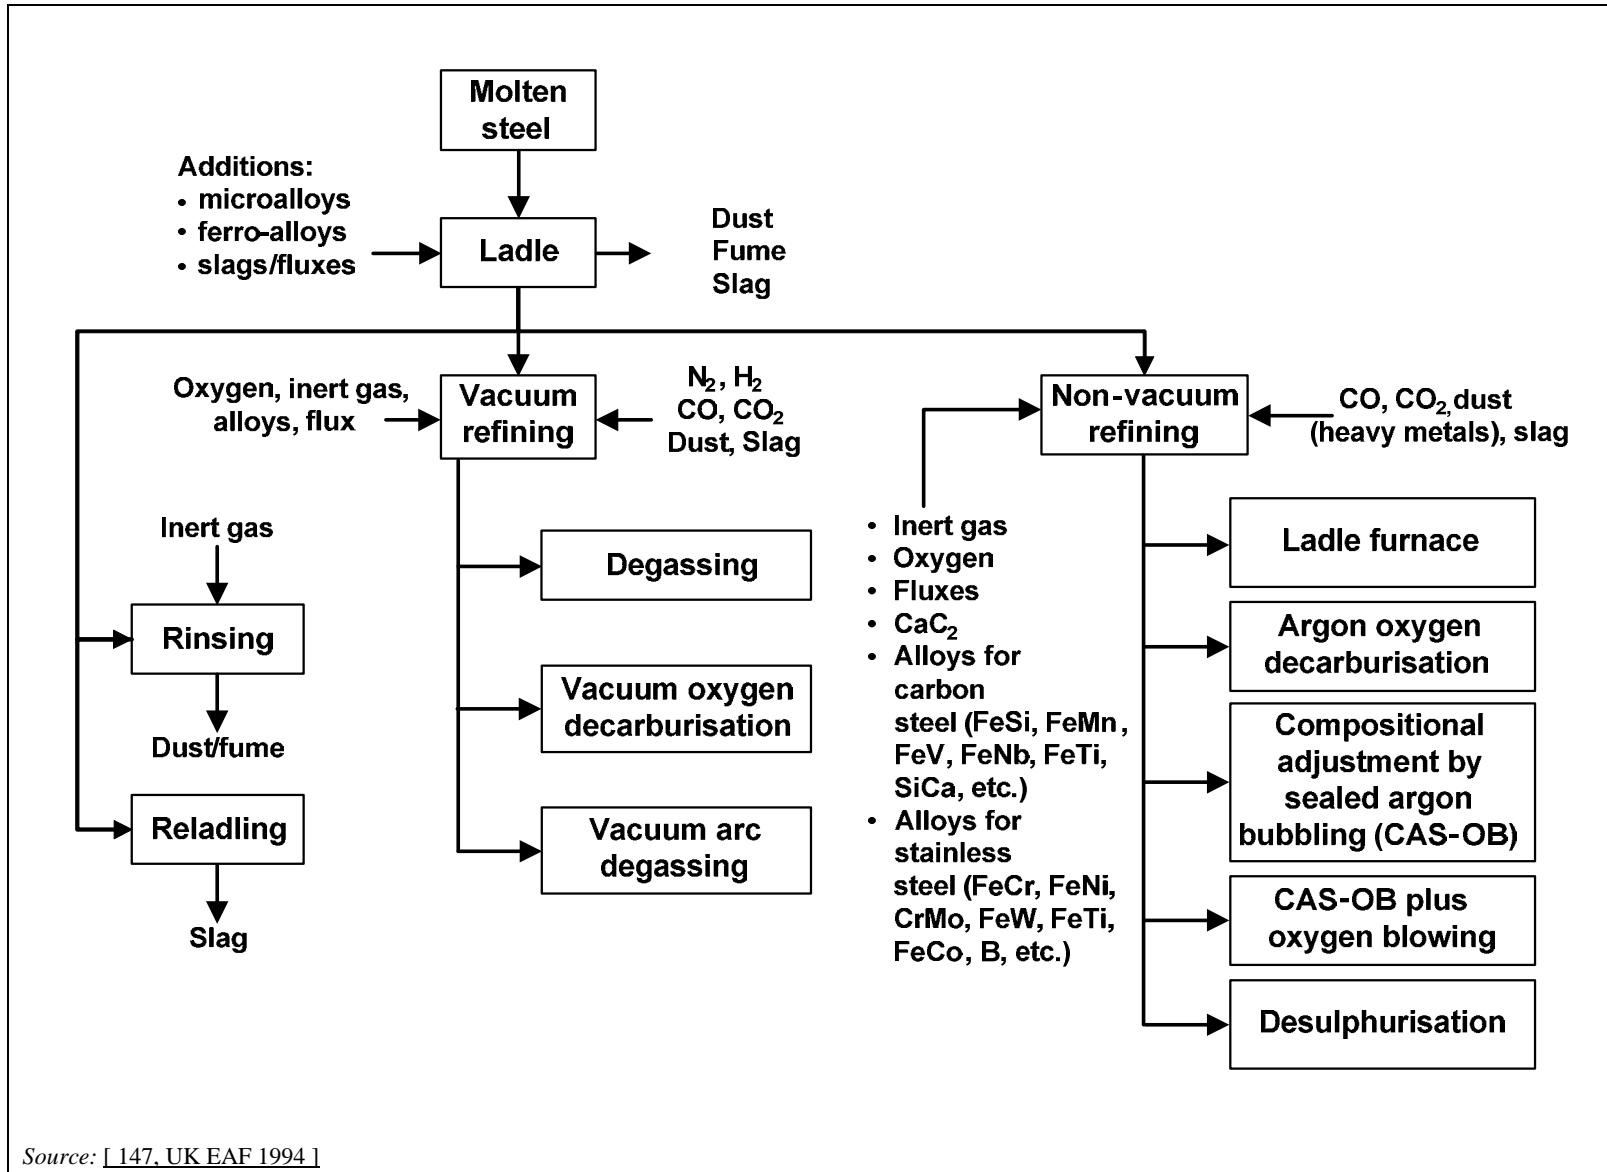 Molten
steel
Additions:
• microalloys
• ferro-alloys
• slags/fluxes
Ladle
Dust
Fume
Slag
Oxygen, inert gas,
alloys, flux
Vacuum
refining
N₂, H₂
CO, CO₂
Dust, Slag
Non-vacuum
refining
CO, CO₂, dust
(heavy metals), slag
Inert gas
Rinsing
Dust/fume
Reladling
Slag
Degassing
Vacuum oxygen
decarburisation
Vacuum arc
degassing
• Inert gas
• Oxygen
• Fluxes
• CaC₂
• Alloys for
carbon
steel (FeSi, FeMn,
FeV, FeNb, FeTi,
SiCa, etc.)
• Alloys for
stainless
steel (FeCr, FeNi,
CrMo, FeW, FeTi,
FeCo, B, etc.)
Ladle furnace
Argon oxygen
decarburisation
Compositional
adjustment by
sealed argon
bubbling (CAS-OB)
CAS-OB plus
oxygen blowing
Desulphurisation
Source: [ 147, UK EAF 1994 ]